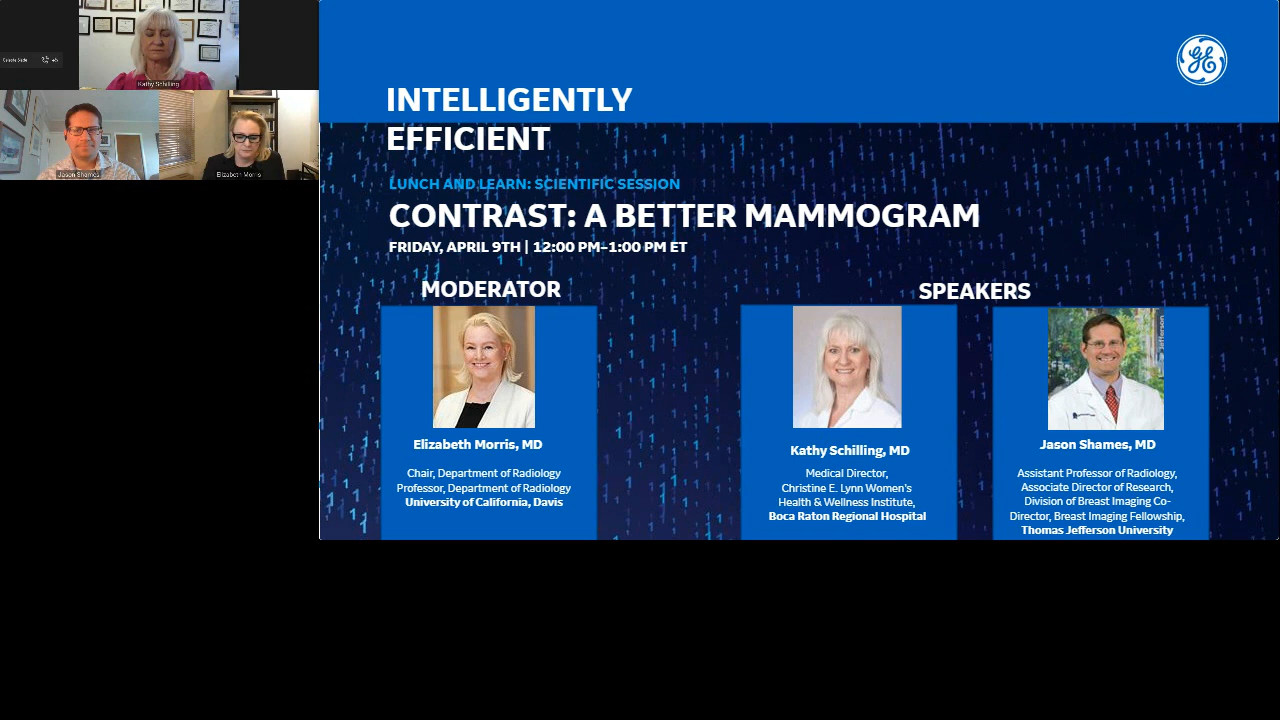 Kathy Schilling
Jason Shames
Elizabeth Morris
GE
INTELLIGENTLY
EFFICIENT
LUNCH AND LEARN: SCIENTIFIC SESSION
CONTRAST: A BETTER MAMMOGRAM
FRIDAY, APRIL 9TH | 12:00 PM–1:00 PM ET
MODERATOR
SPEAKERS
Elizabeth Morris, MD
Chair, Department of Radiology
Professor, Department of Radiology
University of California, Davis
Kathy Schilling, MD
Medical Director,
Christine E. Lynn Women's
Health & Wellness Institute,
Boca Raton Regional Hospital
Jefferson
Jason Shames, MD
Assistant Professor of Radiology,
Associate Director of Research,
Division of Breast Imaging Co-
Director, Breast Imaging Fellowship,
Thomas Jefferson University